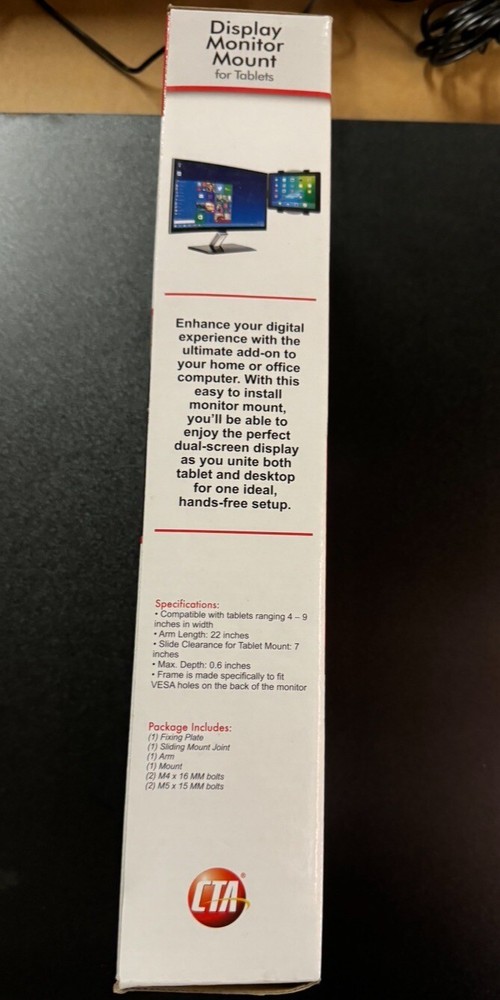 Display
Monitor
Mount
for Tablets
Enhance your digital
experience with the
ultimate add-on to
your home or office
computer. With this
easy to install
monitor mount,
you'll be able to
enjoy the perfect
dual-screen display
as you unite both
tablet and desktop
for one ideal,
hands-free setup.
Specifications:
• Compatible with tablets ranging 4 – 9
inches in width
• Arm Length: 22 inches
• Slide Clearance for Tablet Mount: 7
inches
• Max. Depth: 0.6 inches
• Frame is made specifically to fit
VESA holes on the back of the monitor
Package Includes:
(1) Fixing Plate
(1) Sliding Mount Joint
(1) Arm
(1) Mount
(2) M4 x 16 MM bolts
(2) M5 x 15 MM bolts
CTA®